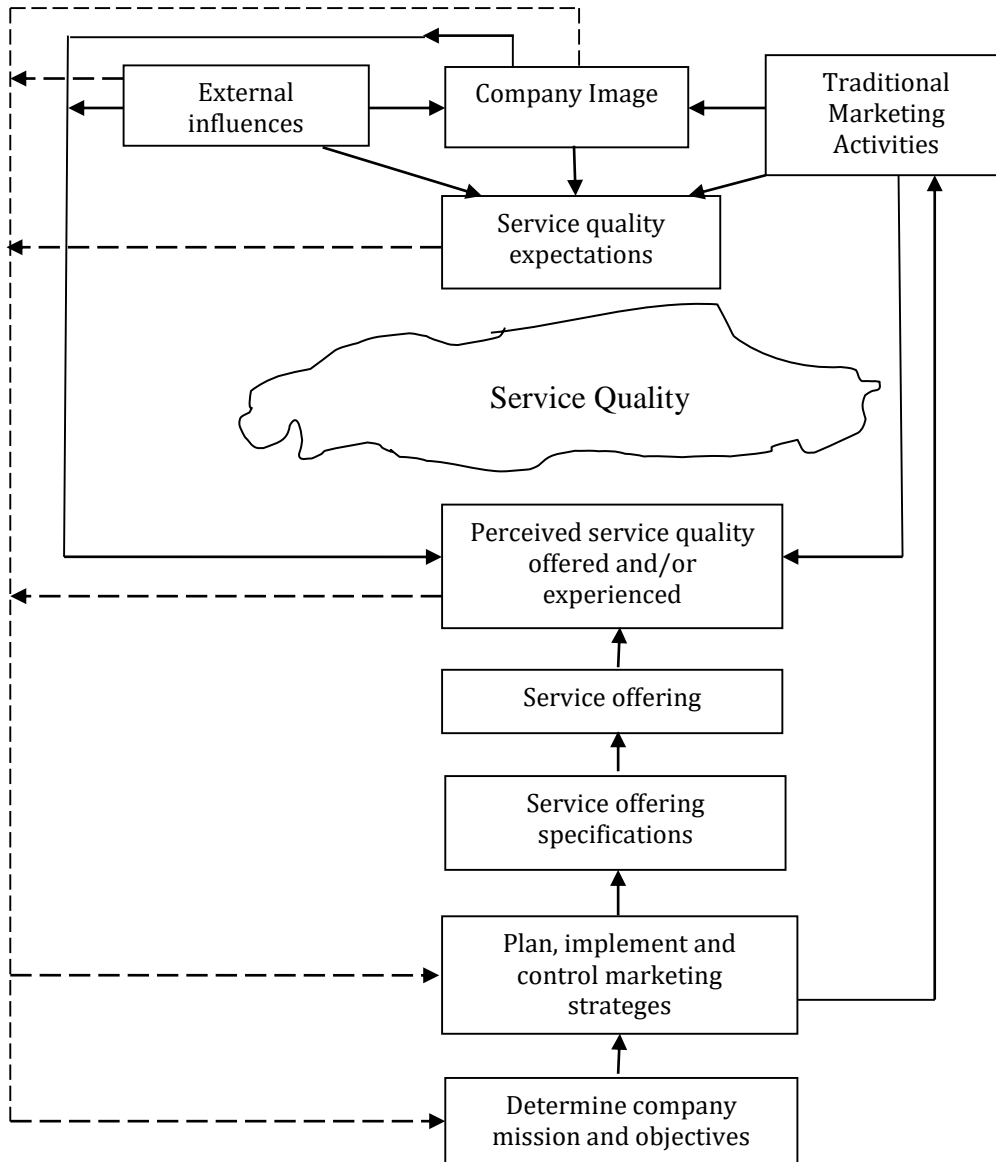 External
influences
Company Image
Traditional
Marketing
Activities
Service quality
expectations
Service Quality
Perceived service quality
offered and/or
experienced
Service offering
Service offering
specifications
Plan, implement and
control marketing
strateges
Determine company
mission and objectives